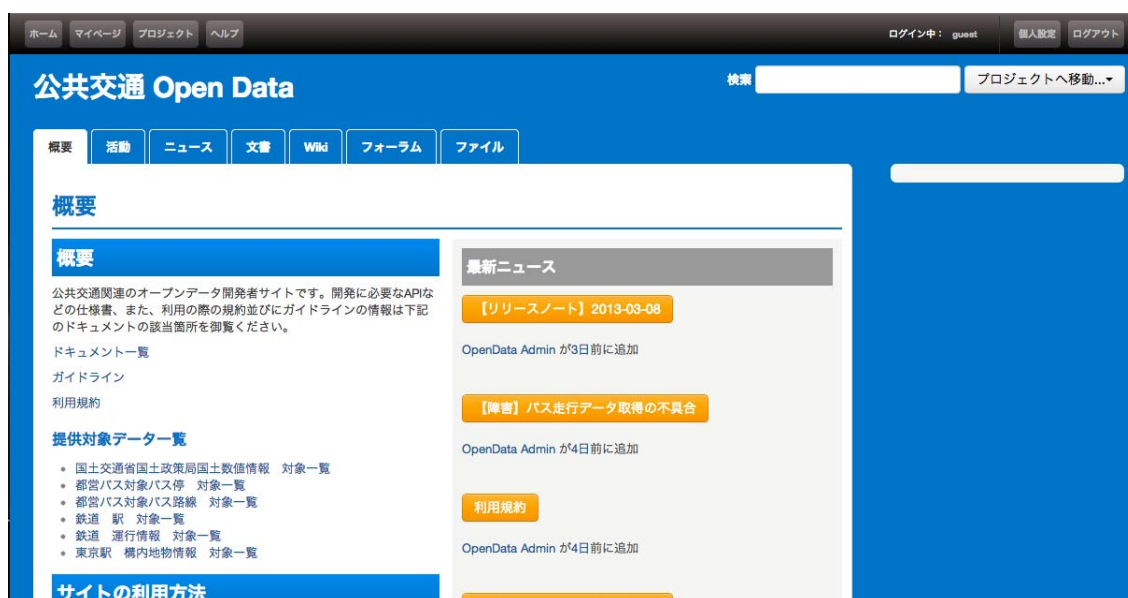 ホーム マイページ プロジェクト ヘルプ ログイン中: guest 個人設定 ログアウト
公共交通 Open Data
検索 プロジェクトへ移動...
概要 活動 ニュース 文書 Wiki フォーラム ファイル
概要
概要
公共交通関連のオープンデータ開発者サイトです。開発に必要なAPIな
どの仕様書、また、利用の際の規約並びにガイドラインの情報は下記
のドキュメントの該当箇所を御覧ください。
ドキュメント一覧
ガイドライン
利用規約
提供対象データ一覧
国土交通省国土政策局国土数値情報 対象一覧
都営バス対象バス停 対象一覧
都営バス対象バス路線 対象一覧
鉄道 駅 対象一覧
鉄道 運行情報 対象一覧
東京駅 構内地物情報 対象一覧
サイトの利用方法
最新ニュース
【リリースノート】2013-03-08
OpenData Admin が3日前に追加
【障害】バス走行データ取得の不具合
OpenData Admin が4日前に追加
利用規約
OpenData Admin が4日前に追加